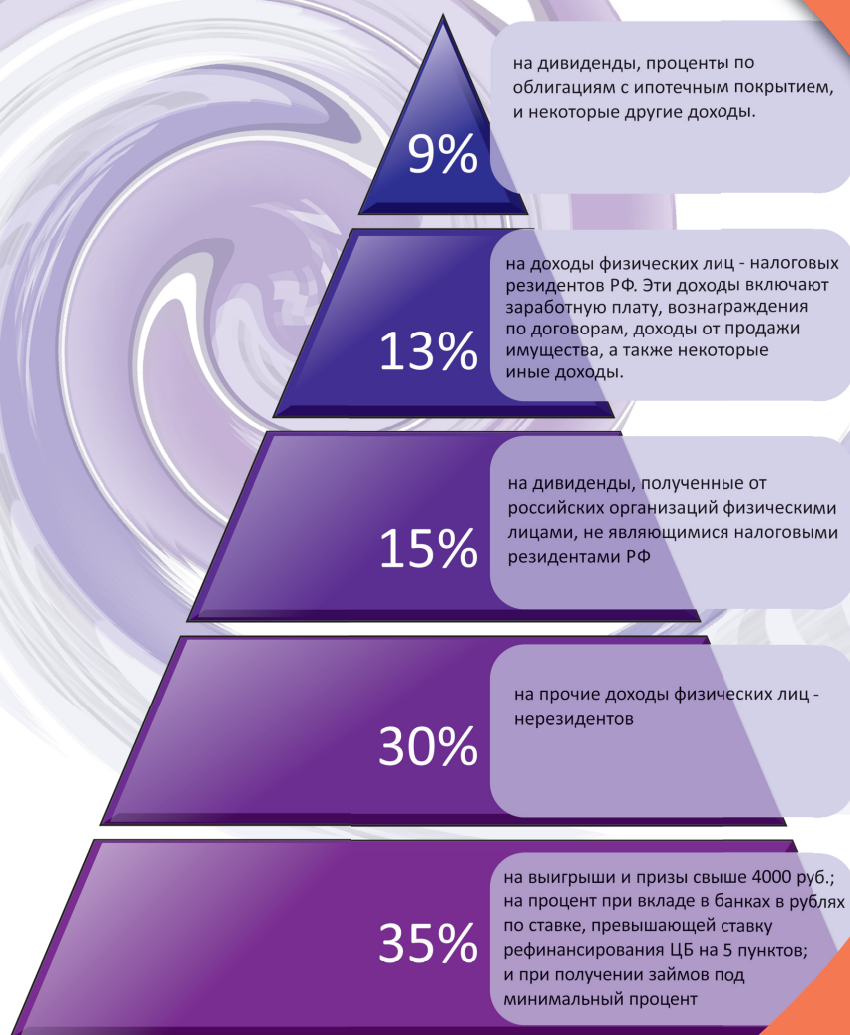 9%
на дивиденды, проценты по
облигациям с ипотечным покрытием,
и некоторые другие доходы.
13%
на доходы физических лиц - налоговых
резидентов РФ. Эти доходы включают
заработную плату, вознаграждения
по договорам, доходы от продажи
имущества, а также некоторые
иные доходы.
15%
на дивиденды, полученные от
российских организаций физическими
лицами, не являющимися налоговыми
резидентами РФ
30%
на прочие доходы физических лиц -
нерезидентов
35%
на выигрыши и призы свыше 4000 руб.;
на процент при вкладе в банках в рублях
по ставке, превышающей ставку
рефинансирования ЦБ на 5 пунктов;
и при получении займов под
минимальный процент